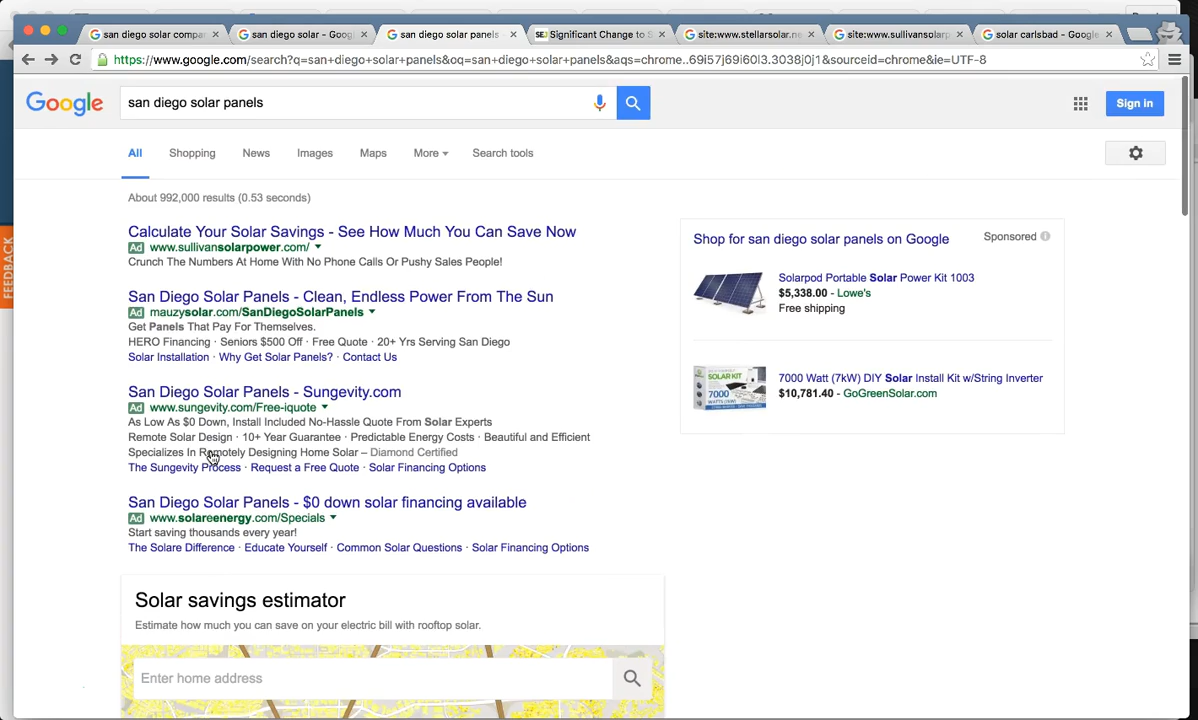 san diego solar compa
san diego solar - Goog
san diego solar panels
SE Significant Change to S
site:www.stellarsolar.ne
site:www.sullivansolarp
solar carlsbad - Google
https://www.google.com/search?q=san+diego+solar+panels&oq=san+diego+solar+panels&aqs=chrome..69i57j69i60l3.3038j0j1&sourceid=chrome&ie=UTF-8
Google
san diego solar panels
Sign in
All Shopping News Images Maps More Search tools
About 992,000 results (0.53 seconds)
Calculate Your Solar Savings - See How Much You Can Save Now
Ad www.sullivansolarpower.com/
Crunch The Numbers At Home With No Phone Calls Or Pushy Sales People!
San Diego Solar Panels - Clean, Endless Power From The Sun
Ad mauzysolar.com/SanDiegoSolarPanels
Get Panels That Pay For Themselves.
HERO Financing · Seniors $500 Off · Free Quote · 20+ Yrs Serving San Diego
Solar Installation · Why Get Solar Panels? · Contact Us
San Diego Solar Panels - Sungevity.com
Ad www.sungevity.com/Free-iquote
As Low As $0 Down, Install Included No-Hassle Quote From Solar Experts
Remote Solar Design · 10+ Year Guarantee · Predictable Energy Costs · Beautiful and Efficient
Specializes In Remotely Designing Home Solar – Diamond Certified
The Sungevity Process · Request a Free Quote · Solar Financing Options
San Diego Solar Panels - $0 down solar financing available
Ad www.solareenergy.com/Specials
Start saving thousands every year!
The Solare Difference · Educate Yourself · Common Solar Questions · Solar Financing Options
Solar savings estimator
Estimate how much you can save on your electric bill with rooftop solar.
Enter home address
Shop for san diego solar panels on Google
Sponsored
Solarpod Portable Solar Power Kit 1003
$5,338.00 - Lowe's
Free shipping
SOLAR KIT
7000
7000 Watt (7kW) DIY Solar Install Kit w/String Inverter
$10,781.40 - GoGreenSolar.com
FEEDBACK